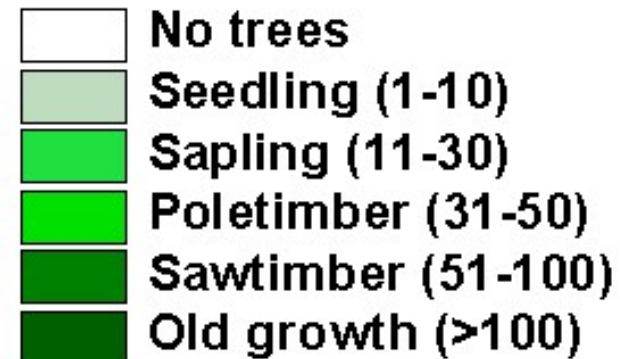 No trees
Seedling (1-10)
Sapling (11-30)
Poletimber (31-50)
Sawtimber (51-100)
Old growth (>100)